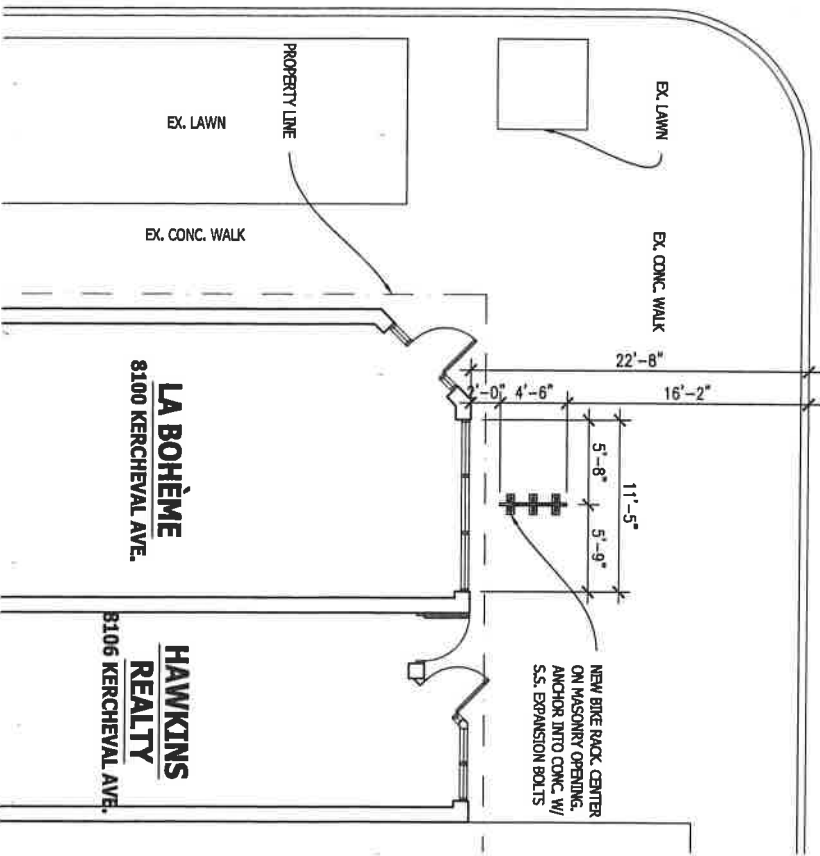 PROPERTY LINE
EX. LAWN
EX. CONC. WALK
EX. LAWN
EX. CONC. WALK
22'-8"
2'-0"
4'-6"
16'-2"
5'-8"
5'-9"
11'-5"
NEW BIKE RACK. CENTER
ON MASONRY OPENING.
ANCHOR INTO CONC. W/
S.S. EXPANSION BOLTS
LA BOHÈME
8100 KERCHEVAL AVE.
HAWKINS
REALTY
8106 KERCHEVAL AVE.